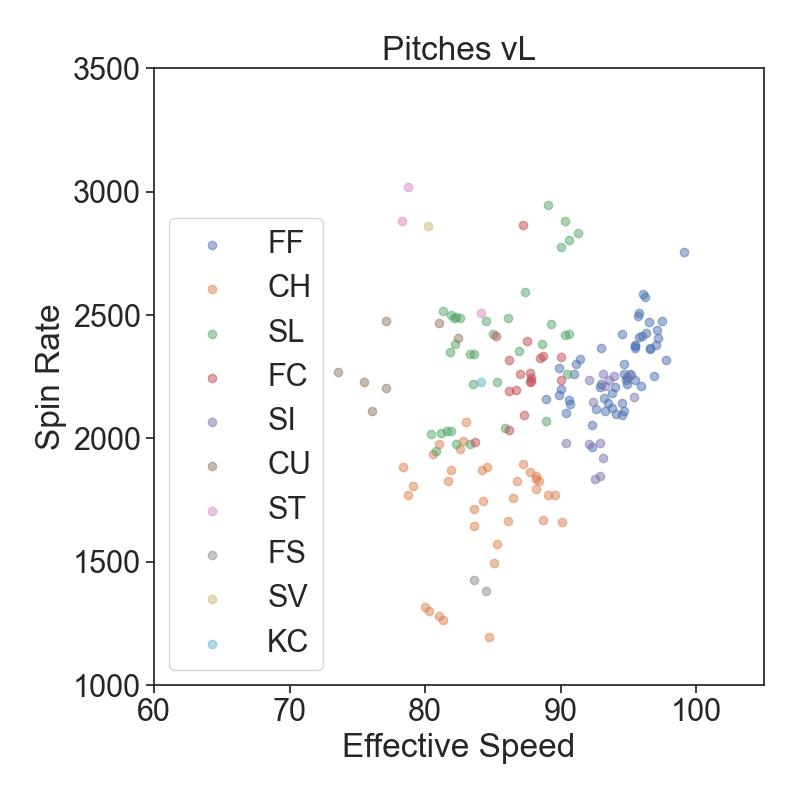 Pitches vL
3500
3000
2500
2000
1500
1000
Spin Rate
FF
CH
SL
FC
SI
CU
ST
FS
SV
KC
60 70 80 90 100
Effective Speed